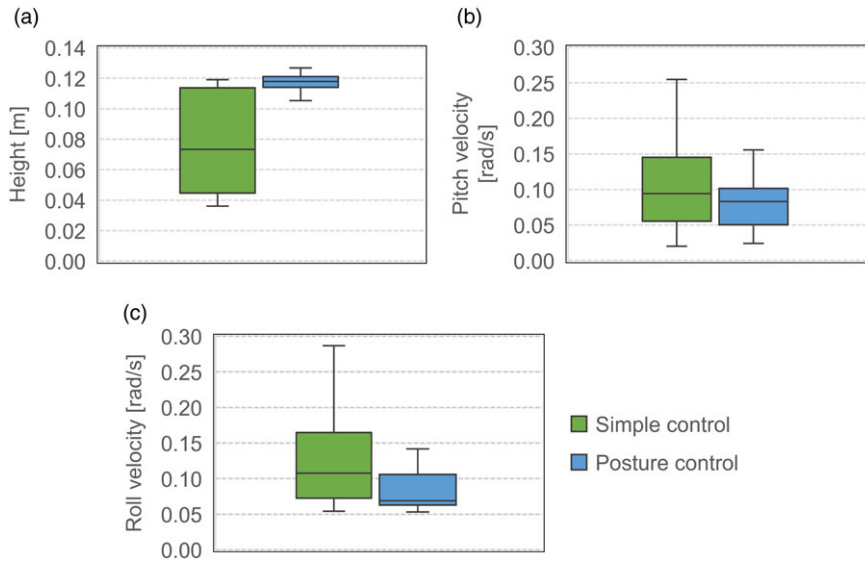 (a)
0.14
0.12
0.10
0.08
0.06
0.04
0.02
0.00
Height [m]
(b)
0.30
0.25
0.20
0.15
0.10
0.05
0.00
Pitch velocity
[rad/s]
(c)
0.30
0.25
0.20
0.15
0.10
0.05
0.00
Roll velocity [rad/s]
Simple control
Posture control